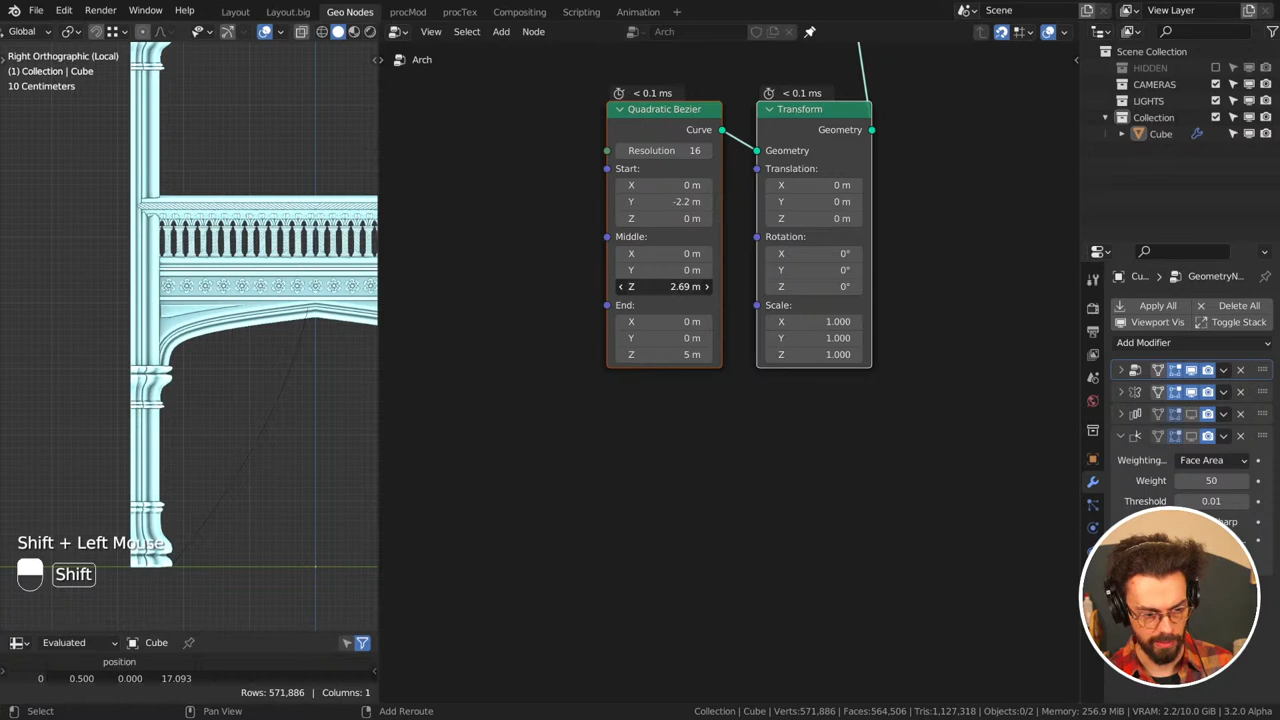 File Edit Render Window Help Layout Layout.big Geo Nodes procMod procTex Compositing Scripting Animation + Scene View Layer
Global View Select Add Node Arch
Right Orthographic (Local)
(1) Collection | Cube
10 Centimeters
Arch
Scene Collection
HIDDEN
CAMERAS
LIGHTS
Collection
Cube
< 0.1 ms < 0.1 ms
Quadratic Bezier Transform
Curve Geometry
Resolution 16 Geometry
Start: Translation:
X 0 m X 0 m
Y -2.2 m Y 0 m
Z 0 m Z 0 m
Middle: Rotation:
X 0 m X 0°
Y 0 m Y 0°
Z 2.69 m Z 0°
End: Scale:
X 0 m X 1.000
Y 0 m Y 1.000
Z 5 m Z 1.000
Cu... GeometryN...
Apply All Delete All
Viewport Vis Toggle Stack
Add Modifier
Weighting... Face Area
Weight 50
Threshold 0.01
Shift + Left Mouse
Shift
Evaluated Cube
position
0 0.500 0.000 17.093
Rows: 571,886 | Columns: 1
Select Pan View Add Reroute Collection | Cube | Verts:571,886 | Faces:564,506 | Tris:1,127,318 | Objects:0/2 | Memory: 256.9 MiB | VRAM: 2.2/10.0 GiB | 3.2.0 Alpha